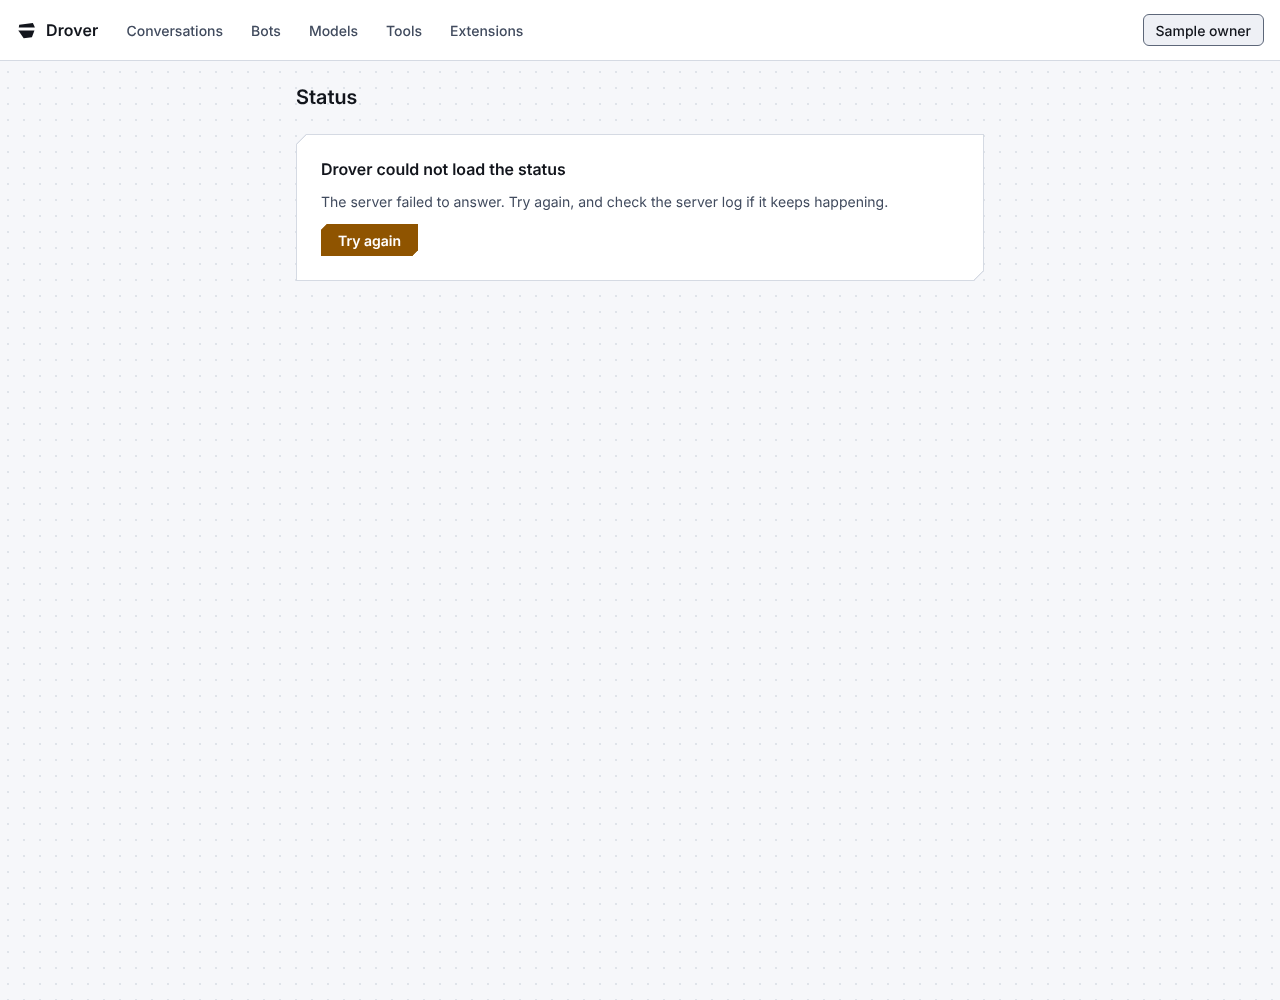 Drover
Conversations
Bots
Models
Tools
Extensions
Sample owner
Status
Drover could not load the status
The server failed to answer. Try again, and check the server log if it keeps happening.
Try again